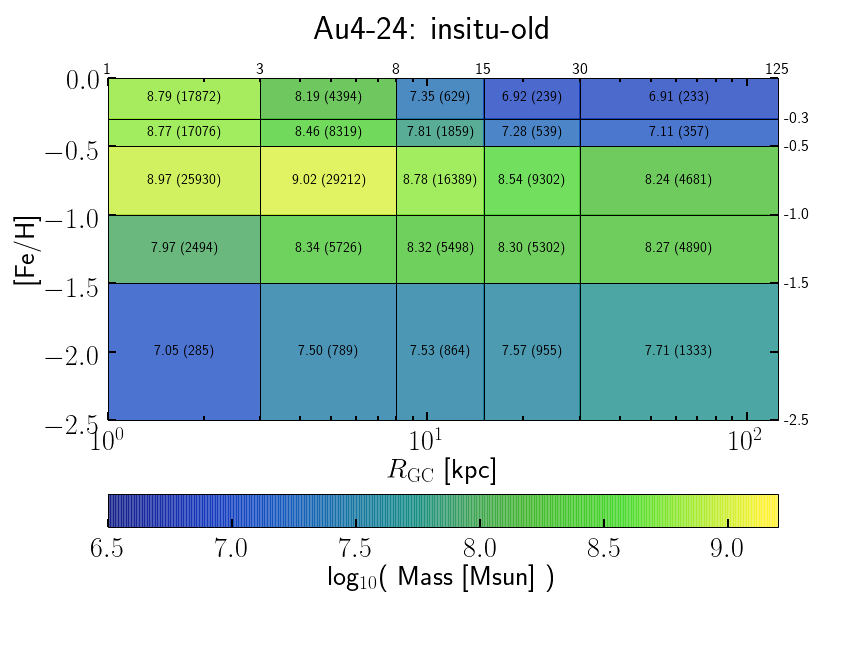 Au4-24: insitu-old
1 3 8 15 30 125
0.0 8.79 (17872) 8.19 (4394) 7.35 (629) 6.92 (239) 6.91 (233)
-0.3
8.77 (17076) 8.46 (8319) 7.81 (1859) 7.28 (539) 7.11 (357)
−0.5 -0.5
8.97 (25930) 9.02 (29212) 8.78 (16389) 8.54 (9302) 8.24 (4681)
−1.0 -1.0
[Fe/H]
7.97 (2494) 8.34 (5726) 8.32 (5498) 8.30 (5302) 8.27 (4890)
−1.5 -1.5
−2.0 7.05 (285) 7.50 (789) 7.53 (864) 7.57 (955) 7.71 (1333)
−2.5 -2.5
10⁰ 10¹ 10²
R_GC [kpc]
6.5 7.0 7.5 8.0 8.5 9.0
log₁₀( Mass [Msun] )